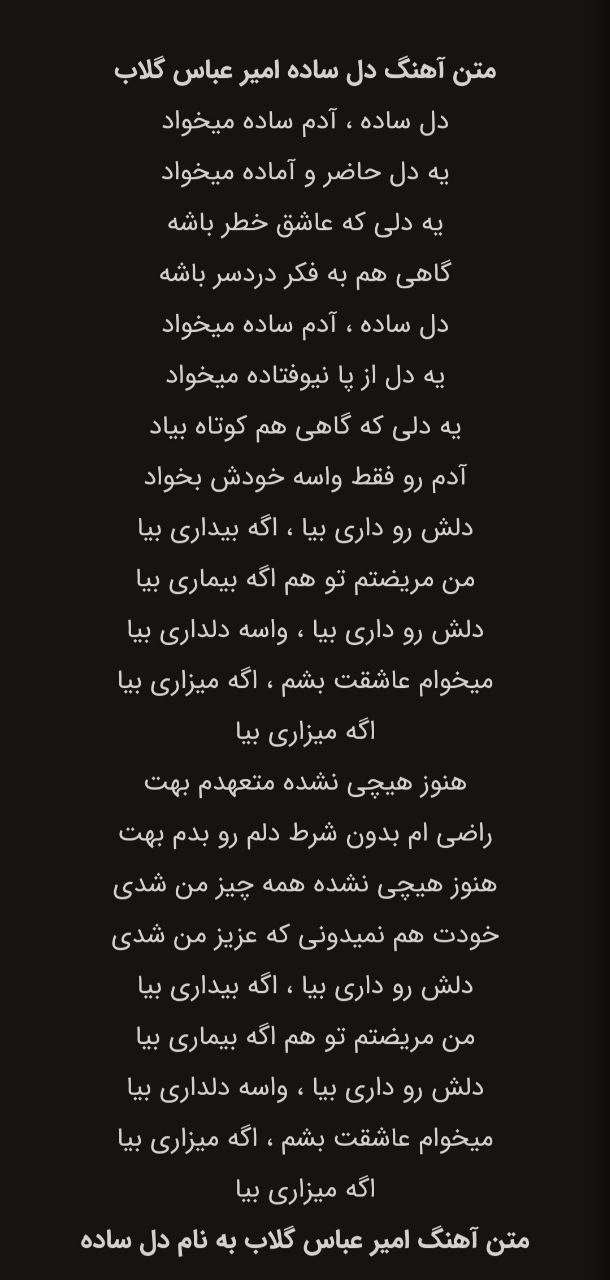 متن آهنگ دل ساده امیر عباس گلاب
دل ساده ، آدم ساده میخواد
یه دل حاضر و آماده میخواد
یه دلی که عاشق خطر باشه
گاهی هم به فکر دردسر باشه
دل ساده ، آدم ساده میخواد
یه دل از پا نیوفتاده میخواد
یه دلی که گاهی هم کوتاه بیاد
آدم رو فقط واسه خودش بخواد
دلش رو داری بیا ، اگه بیداری بیا
من مریضتم تو هم اگه بیماری بیا
دلش رو داری بیا ، واسه دلداری بیا
میخوام عاشقت بشم ، اگه میزاری بیا
اگه میزاری بیا
هنوز هیچی نشده متعهدم بهت
راضی ام بدون شرط دلم رو بدم بهت
هنوز هیچی نشده همه چیز من شدی
خودت هم نمیدونی که عزیز من شدی
دلش رو داری بیا ، اگه بیداری بیا
من مریضتم تو هم اگه بیماری بیا
دلش رو داری بیا ، واسه دلداری بیا
میخوام عاشقت بشم ، اگه میزاری بیا
اگه میزاری بیا
متن آهنگ امیر عباس گلاب به نام دل ساده